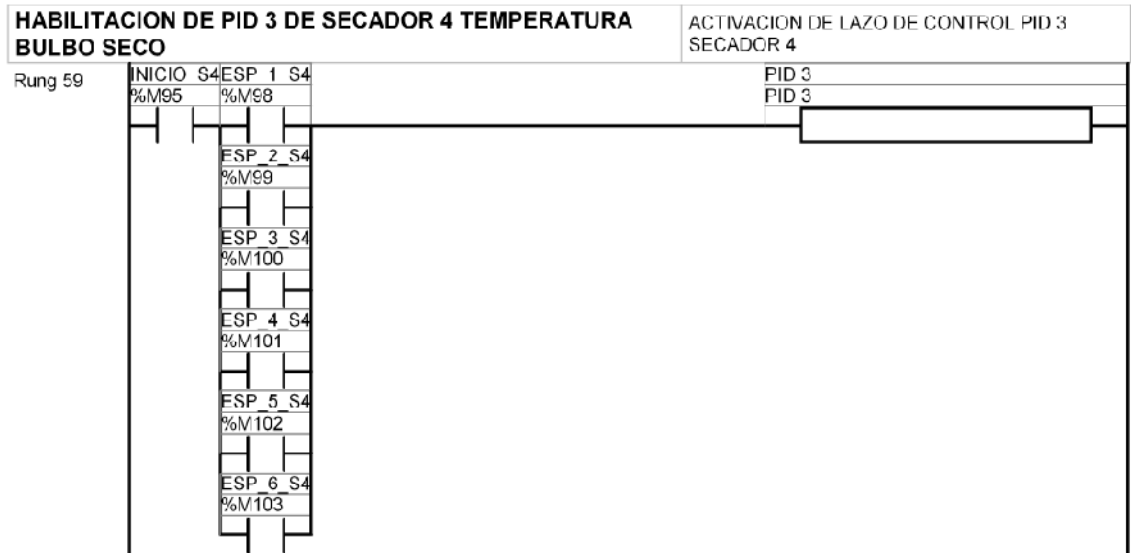 HABILITACION DE PID 3 DE SECADOR 4 TEMPERATURA
BULBO SECO
ACTIVACION DE LAZO DE CONTROL PID 3
SECADOR 4
Rung 59
INICIO_S4 ESP_1_S4
%M95 %M98
PID 3
PID 3
ESP_2_S4
%M99
ESP_3_S4
%M100
ESP_4_S4
%M101
ESP_5_S4
%M102
ESP_6_S4
%M103